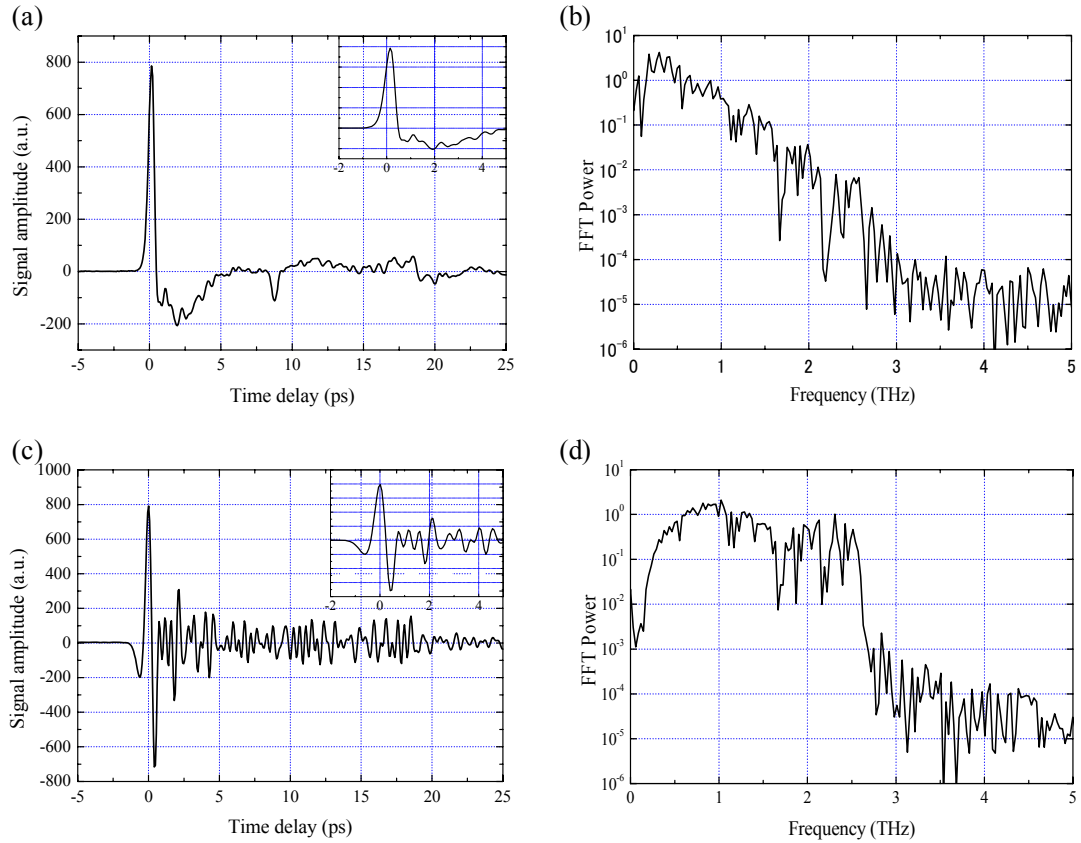 (a)
800
600
400
200
0
-200
-5 0 5 10 15 20 25
Time delay (ps)
Signal amplitude (a.u.)
-2 0 2 4
(b)
10^1
10^0
10^-1
10^-2
10^-3
10^-4
10^-5
10^-6
0 1 2 3 4 5
Frequency (THz)
FFT Power
(c)
1000
800
600
400
200
0
-200
-400
-600
-800
-5 0 5 10 15 20 25
Time delay (ps)
Signal amplitude (a.u.)
-2 0 2 4
(d)
10^1
10^0
10^-1
10^-2
10^-3
10^-4
10^-5
10^-6
0 1 2 3 4 5
Frequency (THz)
FFT Power